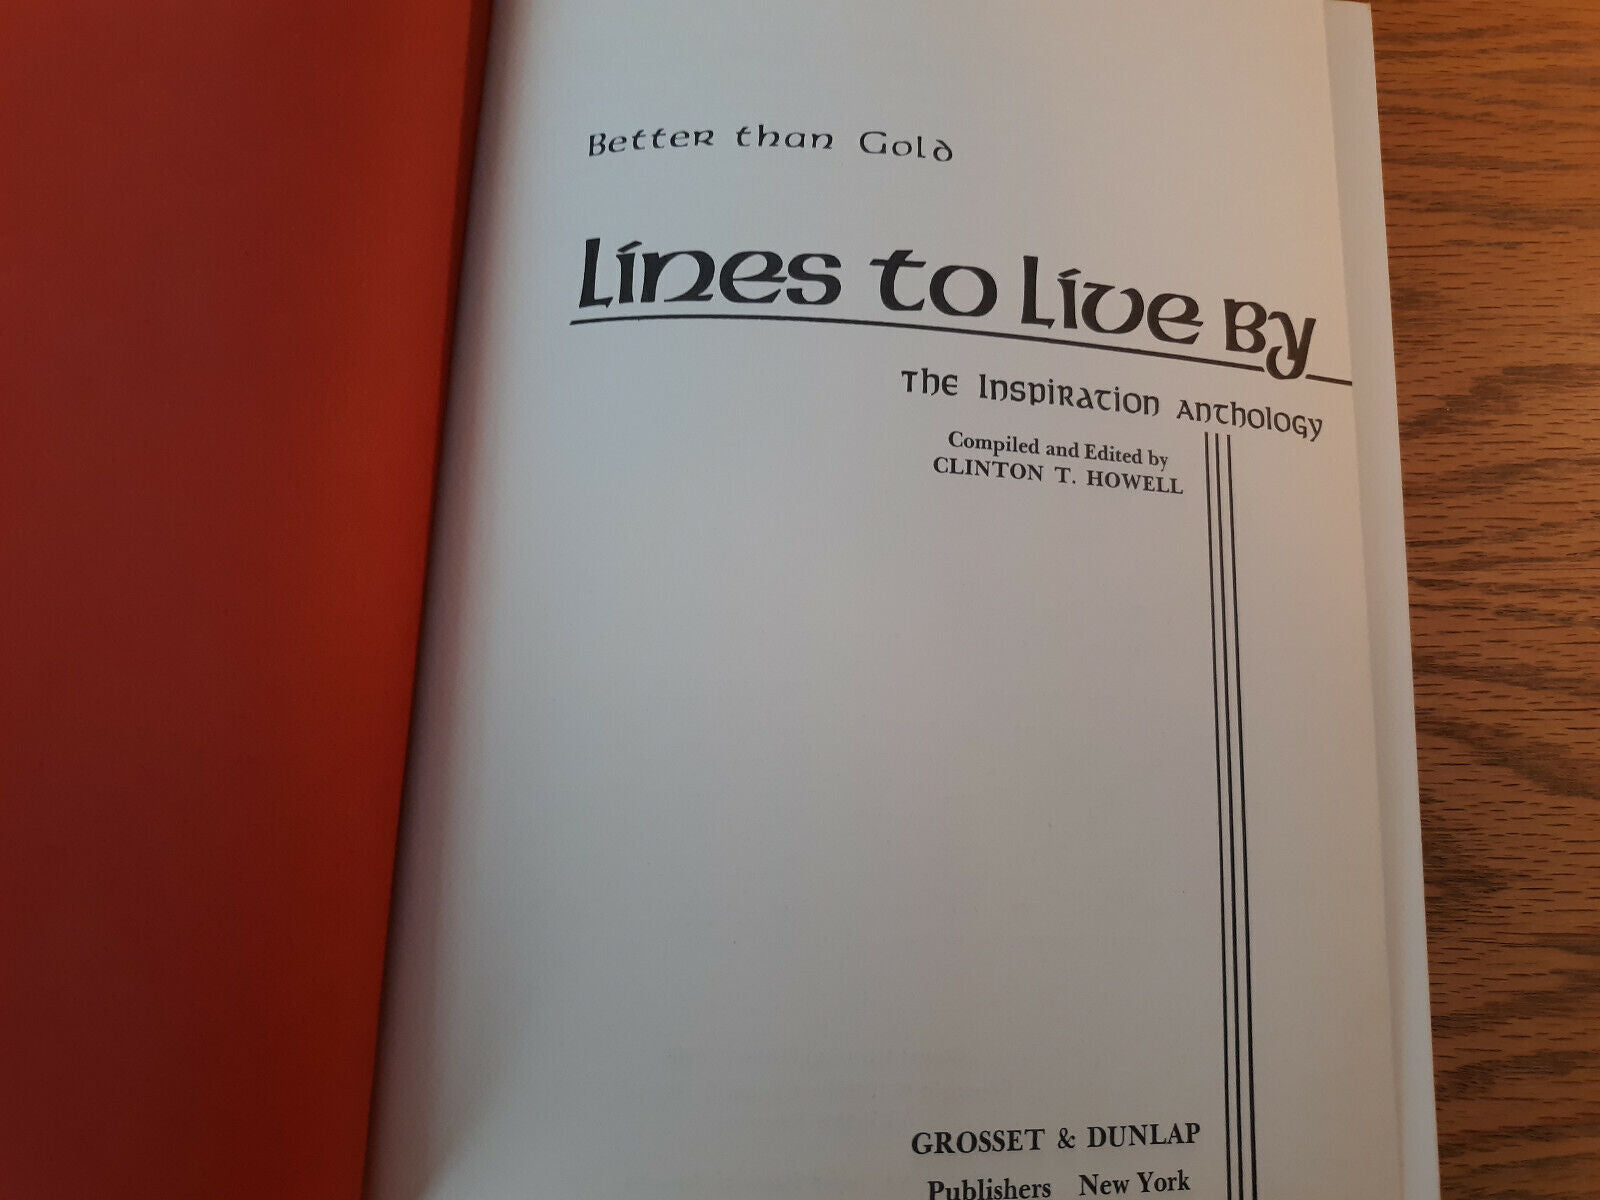 Better than Gold
Lines to Live By
The Inspiration Anthology
Compiled and Edited by
CLINTON T. HOWELL
GROSSET & DUNLAP
Publishers New York